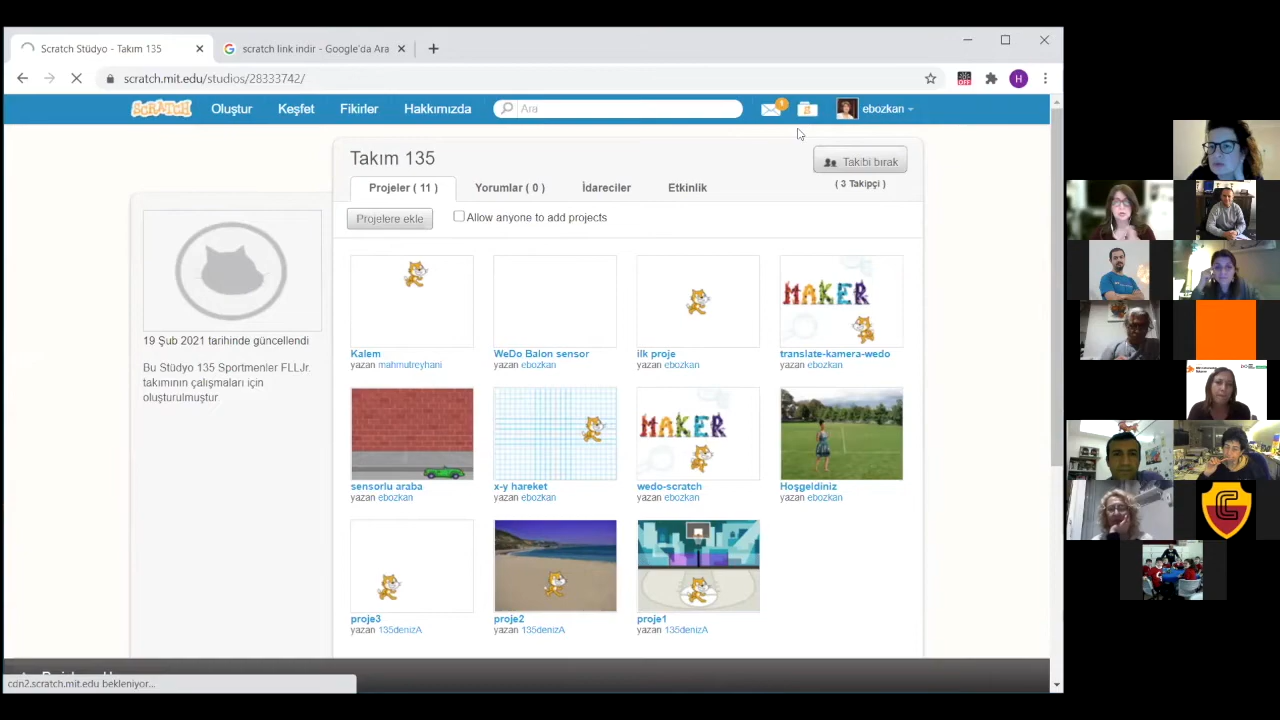 Scratch Stüdyo - Takım 135
scratch link indir - Google'da Ara
scratch.mit.edu/studios/28333742/
OFF
H
SCRATCH
Oluştur
Keşfet
Fikirler
Hakkımızda
Ara
ebozkan
Takım 135
Takibi bırak
( 3 Takipçi )
Projeler ( 11 )
Yorumlar ( 0 )
İdareciler
Etkinlik
Projelere ekle
Allow anyone to add projects
19 Şub 2021 tarihinde güncellendi
Bu Stüdyo 135 Sportmenler FLLJr.
takımının çalışmaları için
oluşturulmuştur.
MAKER
Kalem
yazan mahmutreyhani
WeDo Balon sensor
yazan ebozkan
ilk proje
yazan ebozkan
translate-kamera-wedo
yazan ebozkan
MAKER
sensorlu araba
yazan ebozkan
x-y hareket
yazan ebozkan
wedo-scratch
yazan ebozkan
Hoşgeldiniz
yazan ebozkan
proje3
yazan 135denizA
proje2
yazan 135denizA
proje1
yazan 135denizA
cdn2.scratch.mit.edu bekleniyor...
C